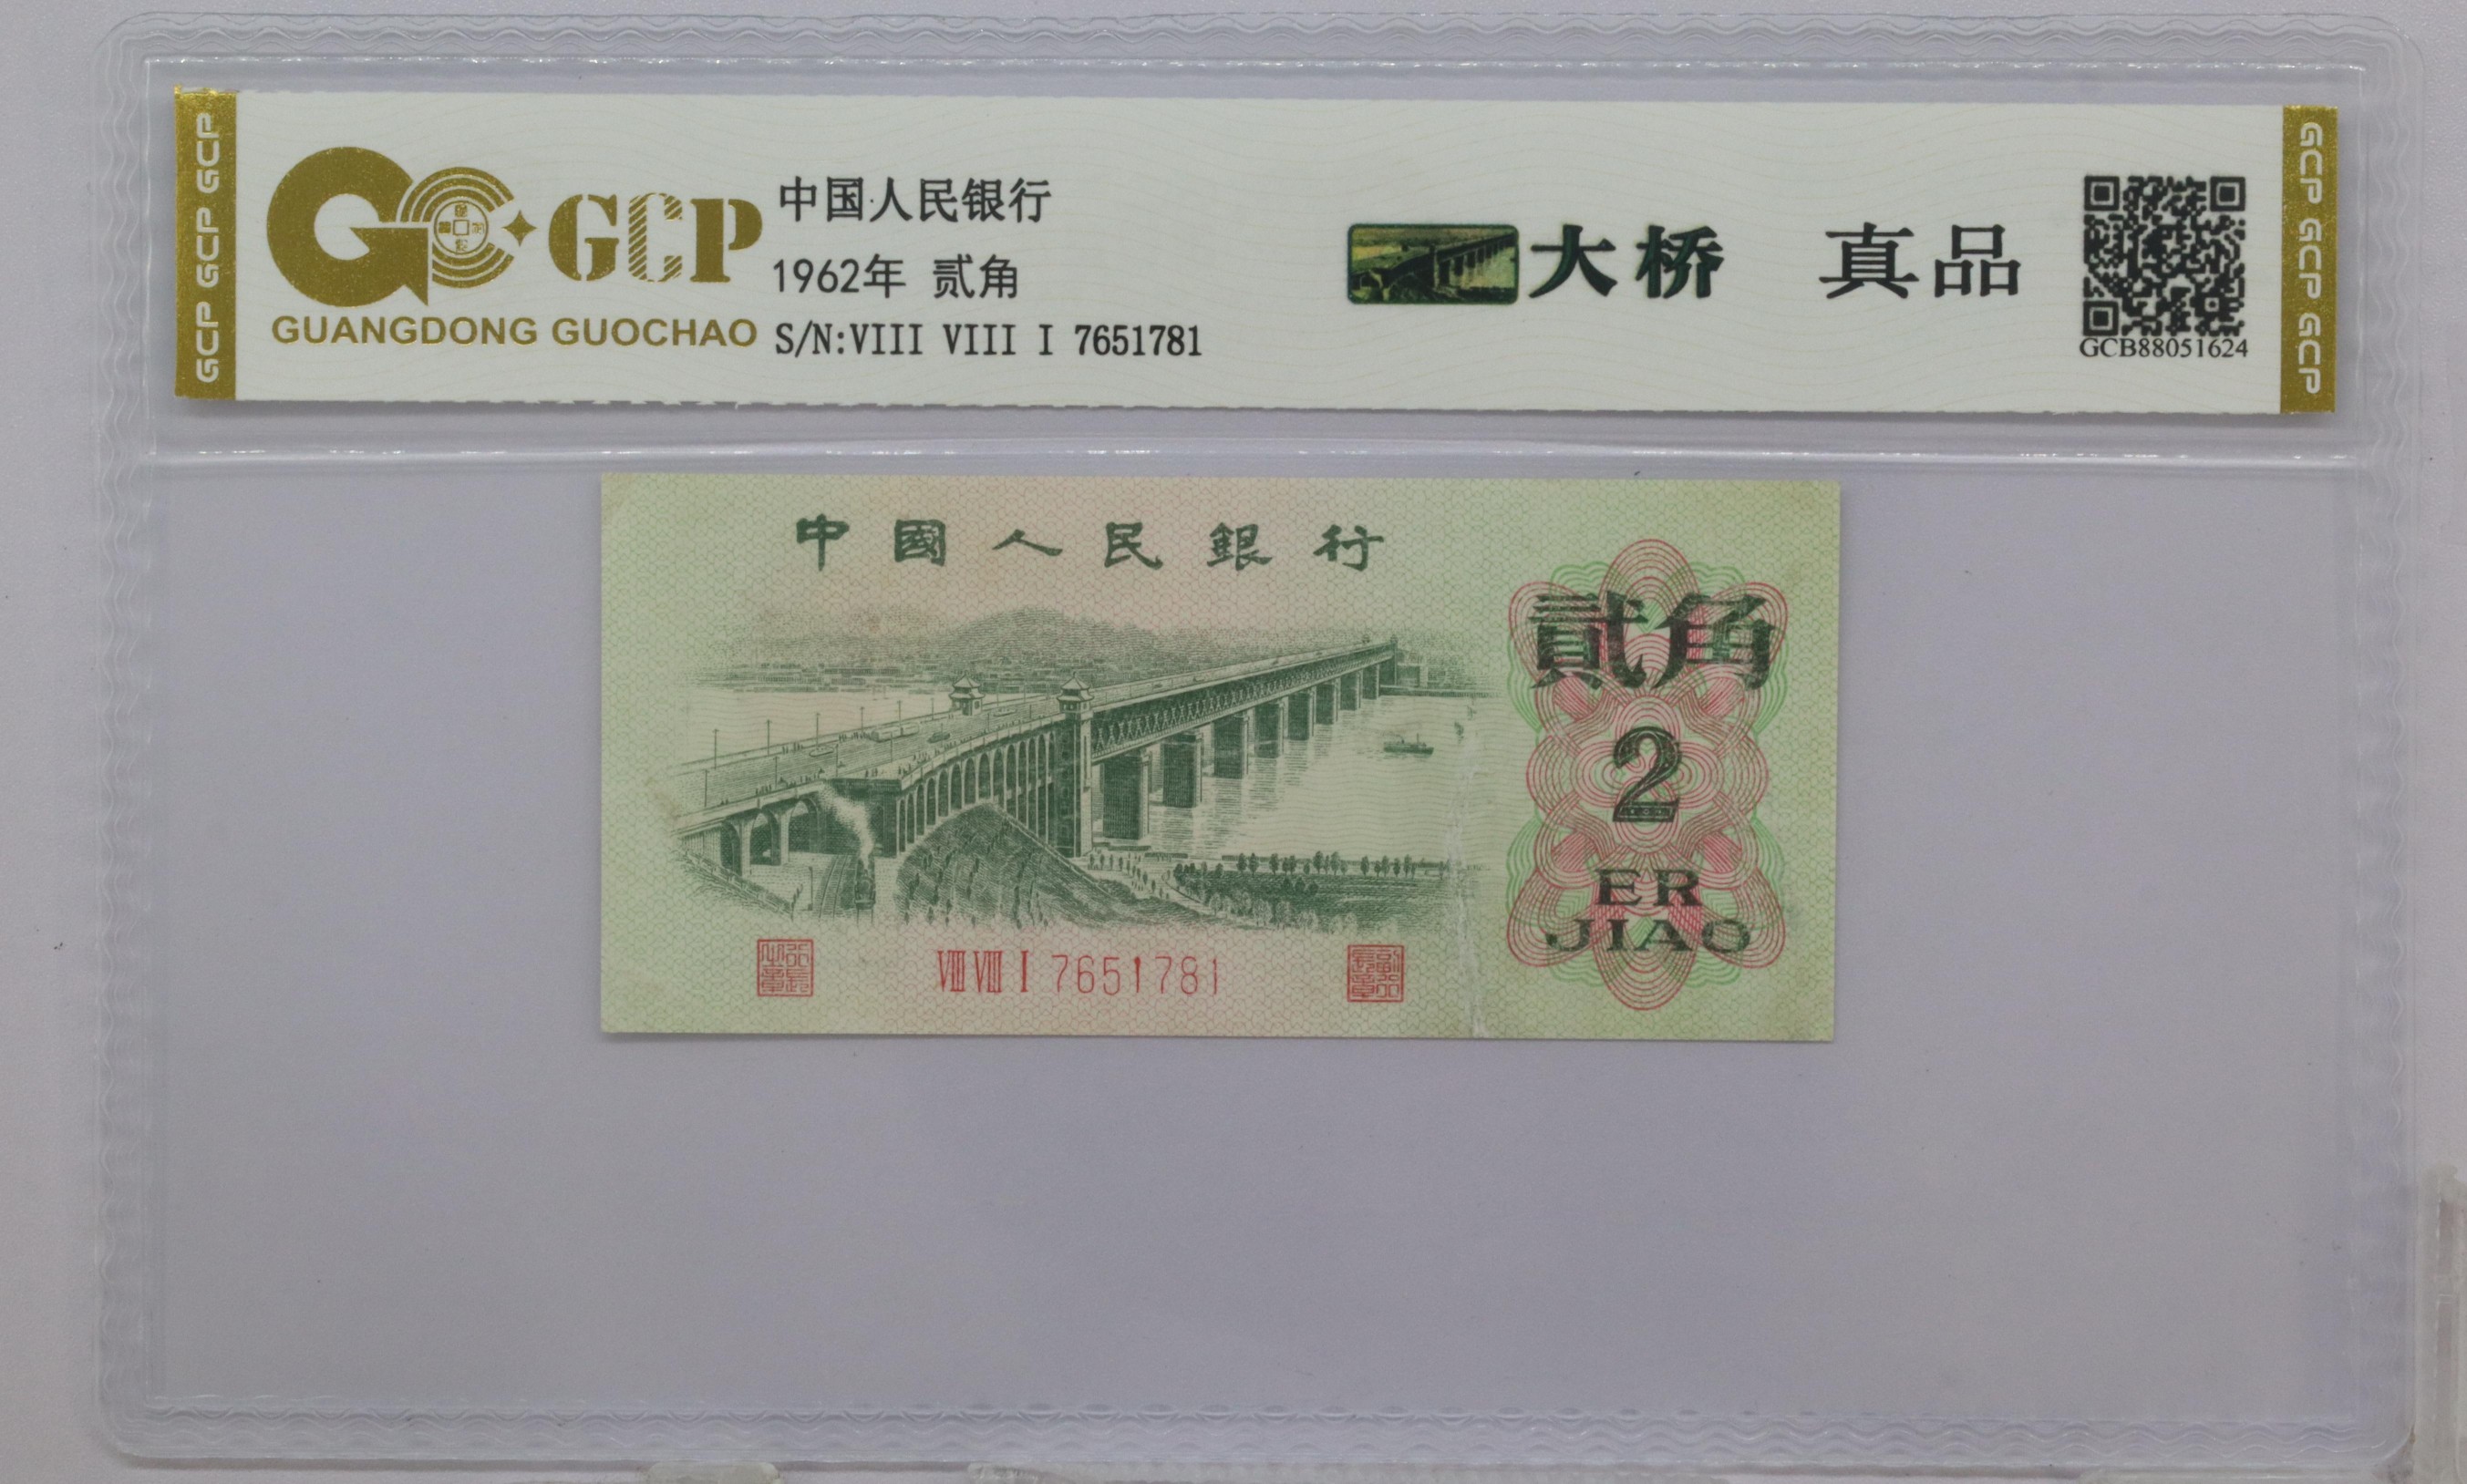 GCP GCP GCP
GCP
GUANGDONG GUOCHAO
中国人民银行
1962年 贰角
S/N:VIII VIII I 7651781
大桥 真品
GCB88051624
GCP GCP GCP
中國人民銀行
貳角
2
ER
JIAO
VIII VIII I 7651781